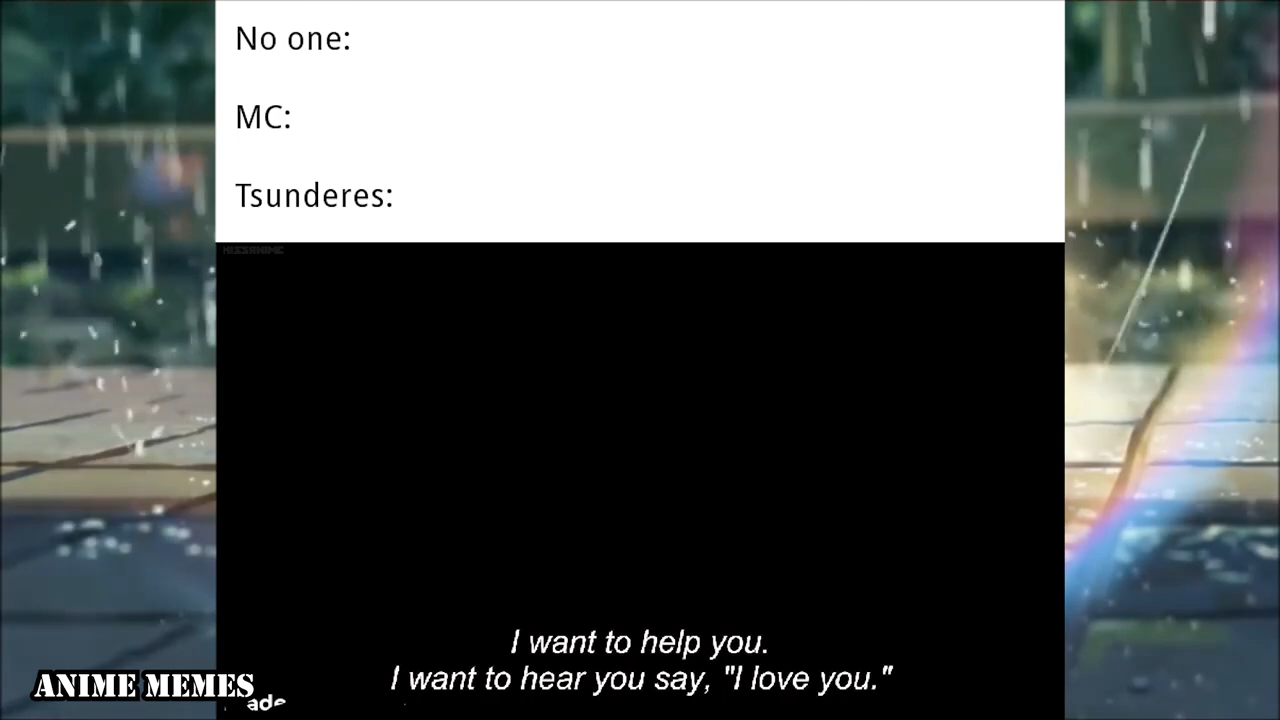 No one:
MC:
Tsunderes:
I want to help you.
I want to hear you say, "I love you."
ANIME MEMES